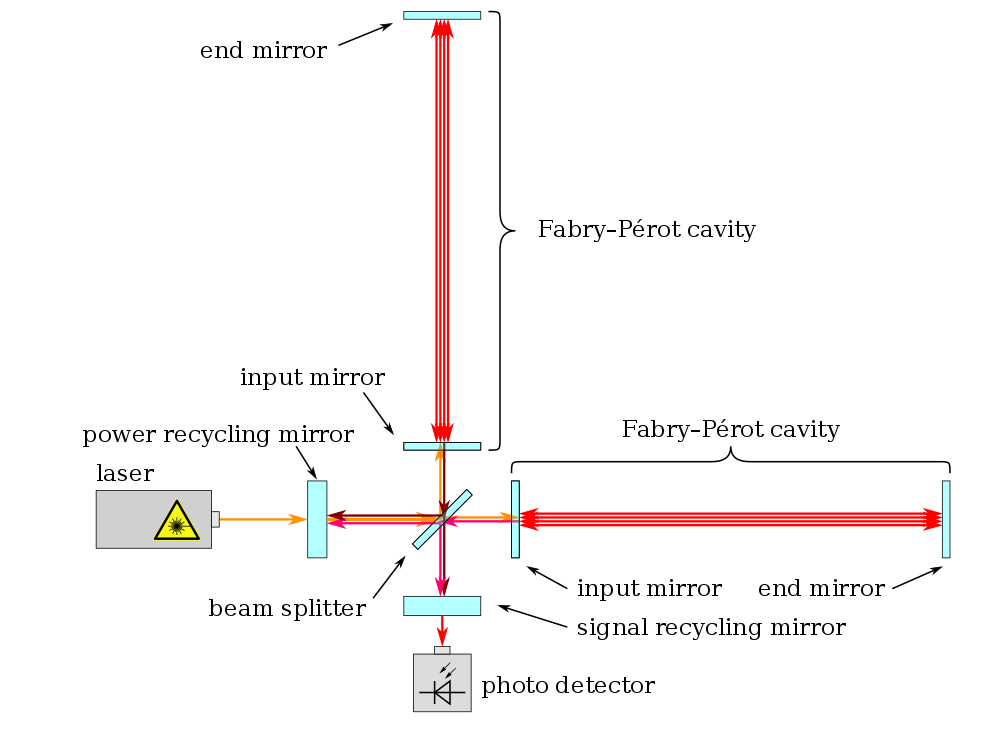 end mirror
Fabry–Pérot cavity
input mirror
power recycling mirror
Fabry–Pérot cavity
laser
input mirror
end mirror
beam splitter
signal recycling mirror
photo detector